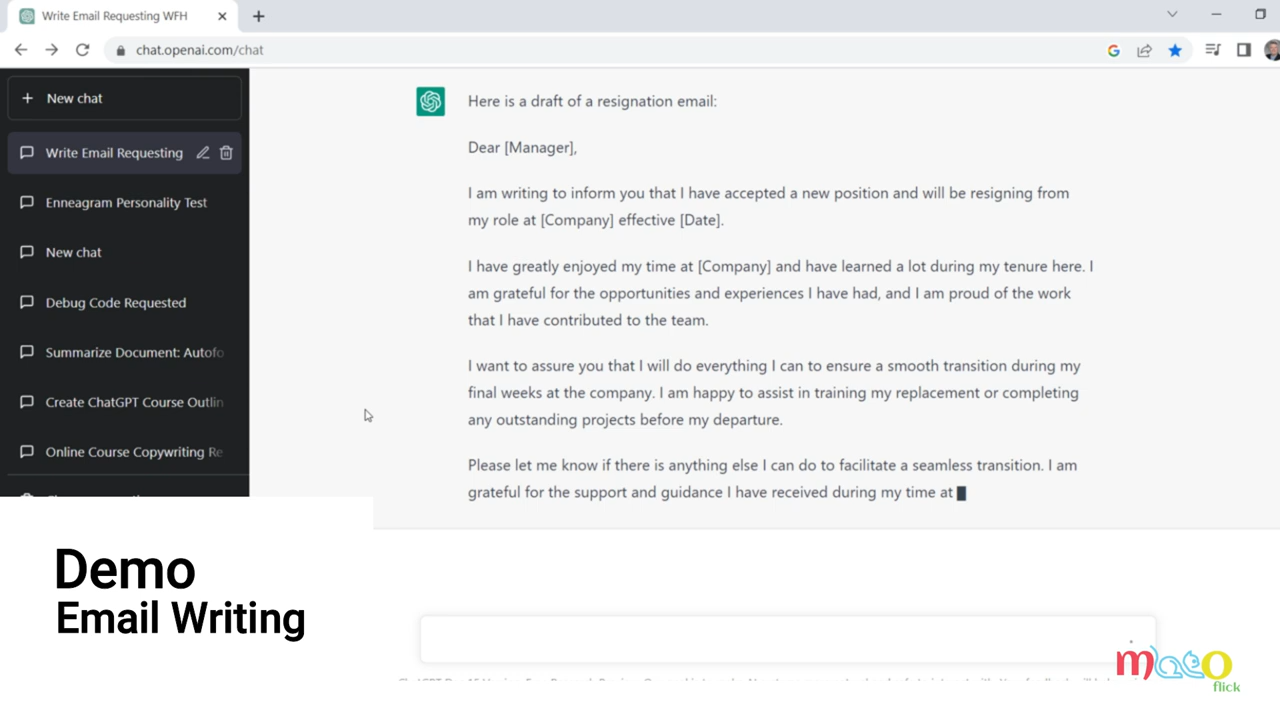 Write Email Requesting WFH
chat.openai.com/chat
New chat
Write Email Requesting
Enneagram Personality Test
New chat
Debug Code Requested
Summarize Document: Autofo
Create ChatGPT Course Outlin
Online Course Copywriting Re
Here is a draft of a resignation email:
Dear [Manager],
I am writing to inform you that I have accepted a new position and will be resigning from
my role at [Company] effective [Date].
I have greatly enjoyed my time at [Company] and have learned a lot during my tenure here. I
am grateful for the opportunities and experiences I have had, and I am proud of the work
that I have contributed to the team.
I want to assure you that I will do everything I can to ensure a smooth transition during my
final weeks at the company. I am happy to assist in training my replacement or completing
any outstanding projects before my departure.
Please let me know if there is anything else I can do to facilitate a seamless transition. I am
grateful for the support and guidance I have received during my time at
Demo
Email Writing
flick